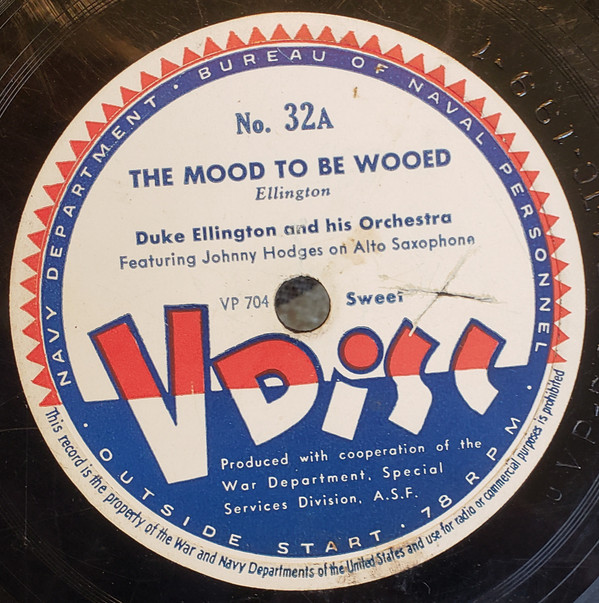 NAVY DEPARTMENT · BUREAU OF NAVAL PERSONNEL
No. 32A
THE MOOD TO BE WOOED
Ellington
Duke Ellington and his Orchestra
Featuring Johnny Hodges on Alto Saxophone
VP 704 Sweet
VDisc
Produced with cooperation of the
War Department, Special
Services Division, A.S.F.
· OUTSIDE START · 78 RPM ·
This record is the property of the War and Navy Departments of the United States and use for radio or commercial purposes is prohibited